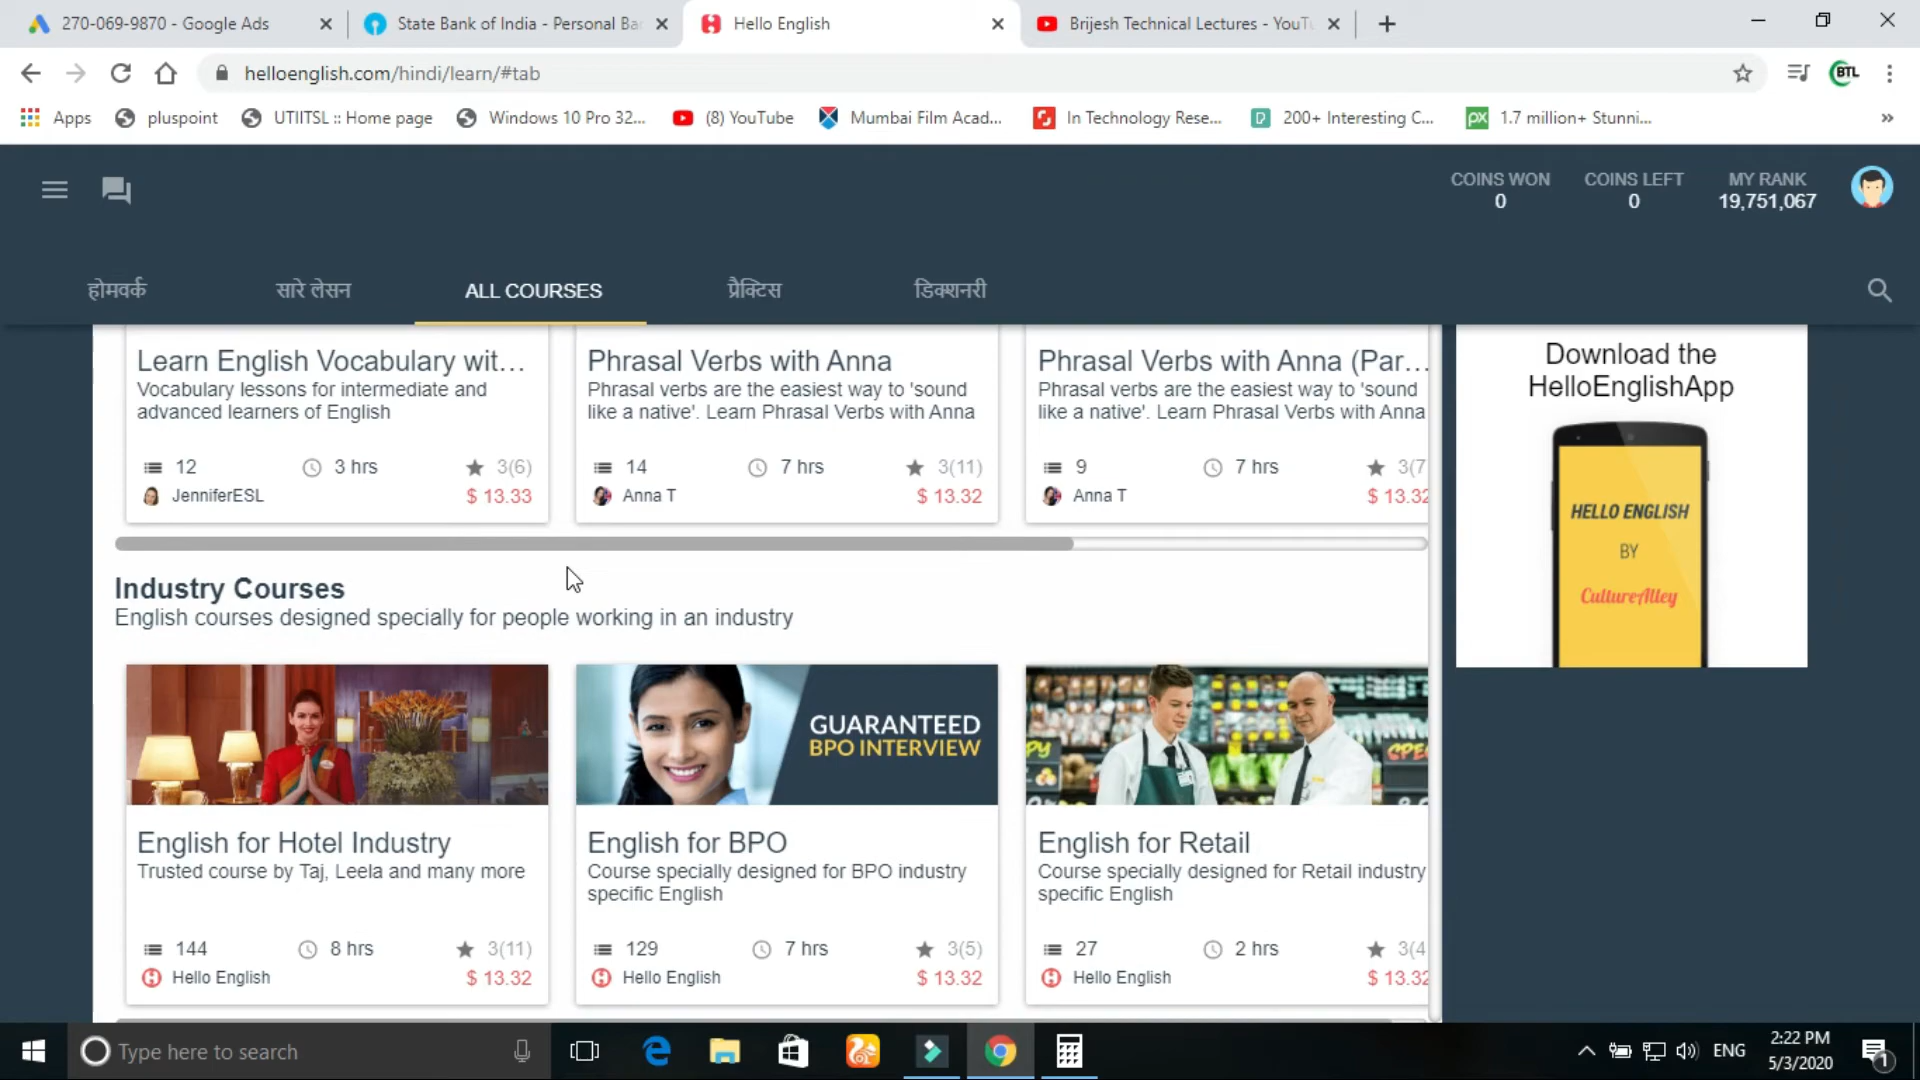 270-069-9870 - Google Ads
State Bank of India - Personal Ba
Hello English
Brijesh Technical Lectures - YouTu
helloenglish.com/hindi/learn/#tab
BTL
Apps
pluspoint
UTIITSL :: Home page
Windows 10 Pro 32...
(8) YouTube
Mumbai Film Acad...
In Technology Rese...
200+ Interesting C...
px
1.7 million+ Stunni...
COINS WON
0
COINS LEFT
0
MY RANK
19,751,067
होमवर्क
सारे लेसन
ALL COURSES
प्रैक्टिस
डिक्शनरी
Learn English Vocabulary wit...
Vocabulary lessons for intermediate and
advanced learners of English
12
3 hrs
3(6)
JenniferESL
$ 13.33
Phrasal Verbs with Anna
Phrasal verbs are the easiest way to 'sound
like a native'. Learn Phrasal Verbs with Anna
14
7 hrs
3(11)
Anna T
$ 13.32
Phrasal Verbs with Anna (Par...
Phrasal verbs are the easiest way to 'sound
like a native'. Learn Phrasal Verbs with Anna
9
7 hrs
3(7
Anna T
$ 13.32
Download the
HelloEnglishApp
HELLO ENGLISH
BY
CultureAlley
Industry Courses
English courses designed specially for people working in an industry
English for Hotel Industry
Trusted course by Taj, Leela and many more
144
8 hrs
3(11)
Hello English
$ 13.32
GUARANTEED
BPO INTERVIEW
English for BPO
Course specially designed for BPO industry
specific English
129
7 hrs
3(5)
Hello English
$ 13.32
English for Retail
Course specially designed for Retail industry
specific English
27
2 hrs
3(4
Hello English
$ 13.32
Type here to search
ENG
2:22 PM
5/3/2020
1